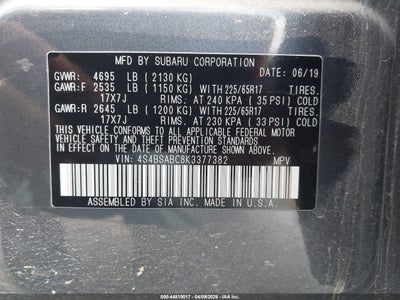 MFD. BY SUBARU CORPORATION
GVWR: 4695 LB (2130 KG) DATE: 06/19
GAWR:F 2535 LB (1150 KG) WITH 225/65R17 TIRES.
17X7J RIMS. AT 240 KPA (35 PSI) COLD
GAWR:R 2645 LB (1200 KG) WITH 225/65R17 TIRES.
17X7J RIMS. AT 230 KPA (33 PSI) COLD
THIS VEHICLE CONFORMS TO ALL APPLICABLE
FEDERAL MOTOR VEHICLE SAFETY AND BUMPER
STANDARDS IN EFFECT ON THE DATE OF
MANUFACTURE SHOWN ABOVE.
VIN: 4S4BSABC8K3377382 MPV
ASSEMBLED BY SIA INC.
MADE IN U.S.A.
000-44810017 - 04/09/2026 - IAA Inc.